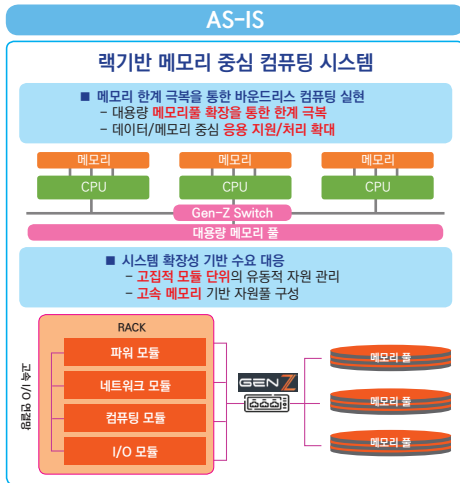 AS-IS
랙기반 메모리 중심 컴퓨팅 시스템
■ 메모리 한계 극복을 통한 바운드리스 컴퓨팅 실현
– 대용량 메모리풀 확장을 통한 한계 극복
– 데이터/메모리 중심 응용 지원/처리 확대
메모리 메모리 메모리
CPU CPU CPU
Gen-Z Switch
대용량 메모리 풀
■ 시스템 확장성 기반 수요 대응
– 고집적 모듈 단위의 유동적 자원 관리
– 고속 메모리 기반 자원풀 구성
고속 I/O 연결망
RACK
파워 모듈
네트워크 모듈
컴퓨팅 모듈
I/O 모듈
GEN Z
메모리 풀
메모리 풀
메모리 풀